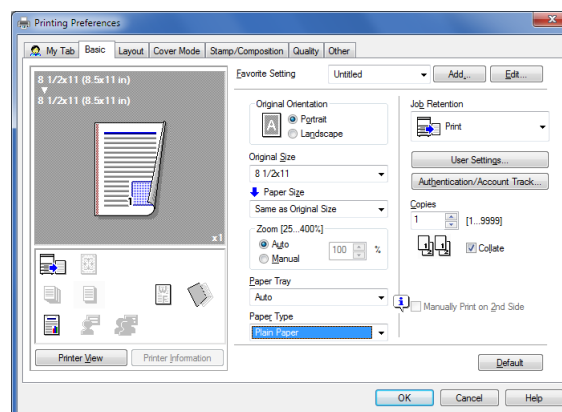 Printing Preferences
My Tab Basic Layout Cover Mode Stamp/Composition Quality Other
8 1/2x11 (8.5x11 in)
8 1/2x11 (8.5x11 in)
1
x1
Printer View Printer Information
Favorite Setting Untitled Add... Edit...
Original Orientation
A
Portrait
Landscape
Original Size
8 1/2x11
Paper Size
Same as Original Size
Zoom [25...400%]
Auto
Manual
100 %
Paper Tray
Auto
Paper Type
Plain Paper
Job Retention
Print
User Settings...
Authentication/Account Track...
Copies
1 [1...9999]
Collate
Manually Print on 2nd Side
Default
OK Cancel Help